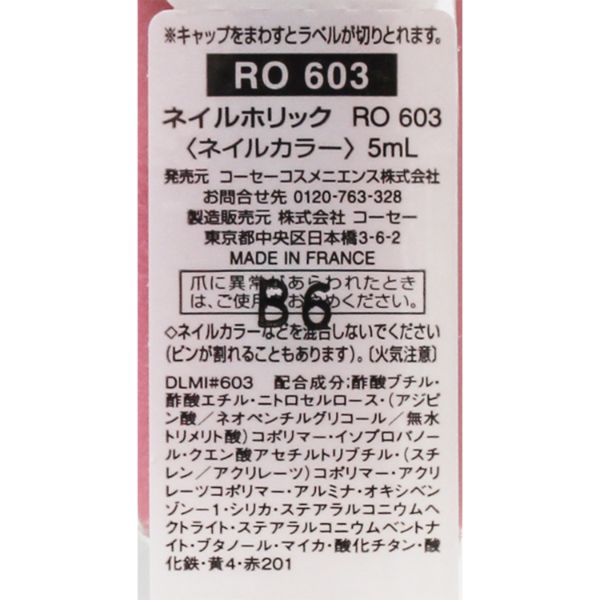 ※キャップをまわすとラベルが切りとれます。
RO 603
ネイルホリック RO 603
〈ネイルカラー〉5mL
発売元 コーセーコスメニエンス株式会社
お問合せ先 0120-763-328
製造販売元 株式会社 コーセー
東京都中央区日本橋3-6-2
MADE IN FRANCE
爪に異常があらわれたとき
は、ご使用をおやめください。
B6
◇ネイルカラーなどを混合しないでください
(ビンが割れることもあります)。〔火気注意〕
DLMI#603 配合成分:酢酸ブチル・
酢酸エチル・ニトロセルロース・(アジピ
ン酸/ネオペンチルグリコール/無水
トリメリト酸)コポリマー・イソプロパノー
ル・クエン酸アセチルトリブチル・(スチ
レン/アクリレーツ)コポリマー・アクリ
レーツコポリマー・アルミナ・オキシベン
ゾン-1・シリカ・ステアラルコニウムヘ
クトライト・ステアラルコニウムベントナ
イト・ブタノール・マイカ・酸化チタン・酸
化鉄・黄4・赤201